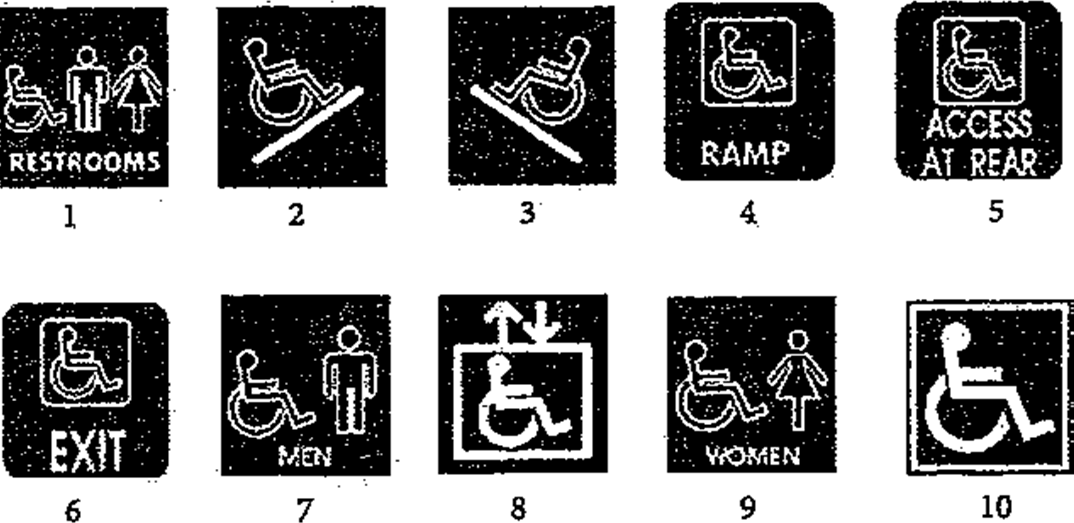 RESTROOMS
RAMP
ACCESS
AT REAR
1
2
3
4
5
EXIT
MEN
WOMEN
6
7
8
9
10